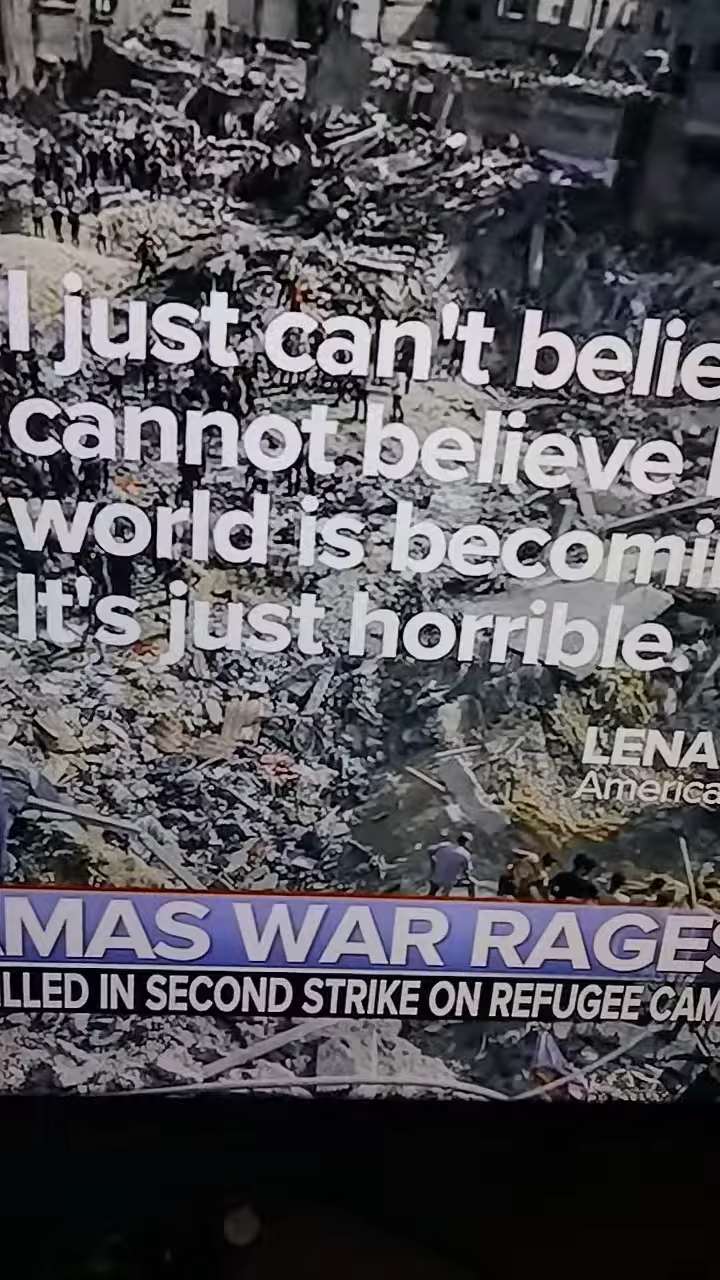 I just can't belie
cannot believe
world is becomi
It's just horrible.
LENA
America
MAS WAR RAGES
LLED IN SECOND STRIKE ON REFUGEE CAM